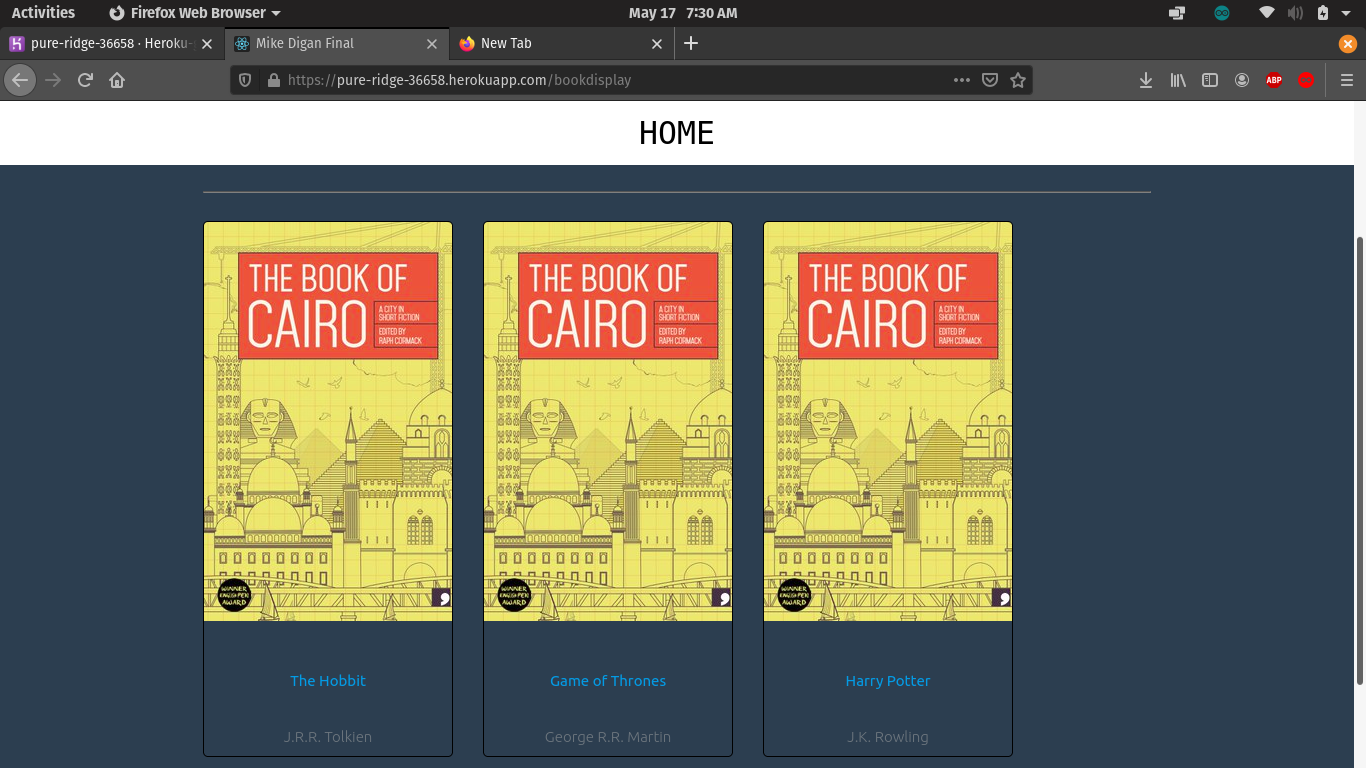 Activities Firefox Web Browser May 17 7:30 AM
pure-ridge-36658 · Heroku- Mike Digan Final New Tab
https://pure-ridge-36658.herokuapp.com/bookdisplay ABP
HOME
THE BOOK OF
CAIRO
A CITY IN
SHORT FICTION
EDITED BY
RAPH CORMACK
WINNER
ENGLISH PEN
AWARD
The Hobbit
J.R.R. Tolkien
THE BOOK OF
CAIRO
A CITY IN
SHORT FICTION
EDITED BY
RAPH CORMACK
WINNER
ENGLISH PEN
AWARD
Game of Thrones
George R.R. Martin
THE BOOK OF
CAIRO
A CITY IN
SHORT FICTION
EDITED BY
RAPH CORMACK
WINNER
ENGLISH PEN
AWARD
Harry Potter
J.K. Rowling